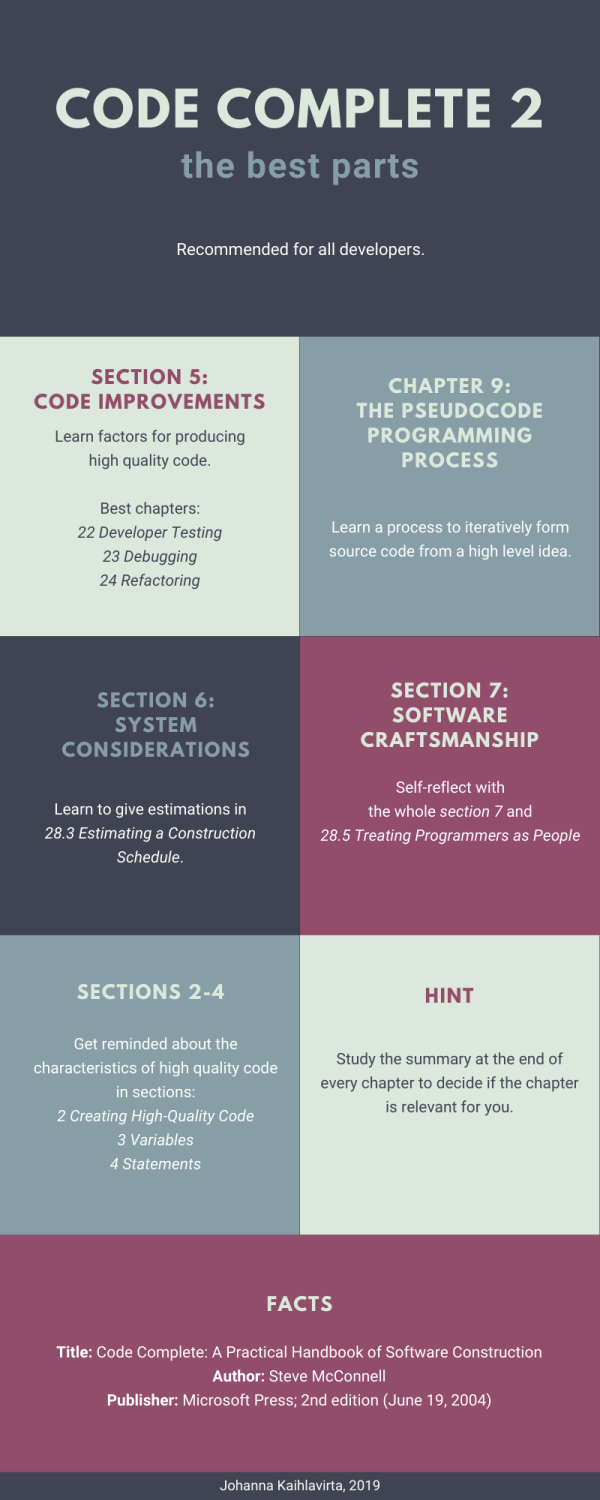 CODE COMPLETE 2
the best parts
Recommended for all developers.
SECTION 5:
CODE IMPROVEMENTS
Learn factors for producing
high quality code.
Best chapters:
22 Developer Testing
23 Debugging
24 Refactoring
CHAPTER 9:
THE PSEUDOCODE
PROGRAMMING
PROCESS
Learn a process to iteratively form
source code from a high level idea.
SECTION 6:
SYSTEM
CONSIDERATIONS
Learn to give estimations in
28.3 Estimating a Construction
Schedule.
SECTION 7:
SOFTWARE
CRAFTSMANSHIP
Self-reflect with
the whole section 7 and
28.5 Treating Programmers as People
SECTIONS 2-4
Get reminded about the
characteristics of high quality code
in sections:
2 Creating High-Quality Code
3 Variables
4 Statements
HINT
Study the summary at the end of
every chapter to decide if the chapter
is relevant for you.
FACTS
Title: Code Complete: A Practical Handbook of Software Construction
Author: Steve McConnell
Publisher: Microsoft Press; 2nd edition (June 19, 2004)
Johanna Kaihlavirta, 2019